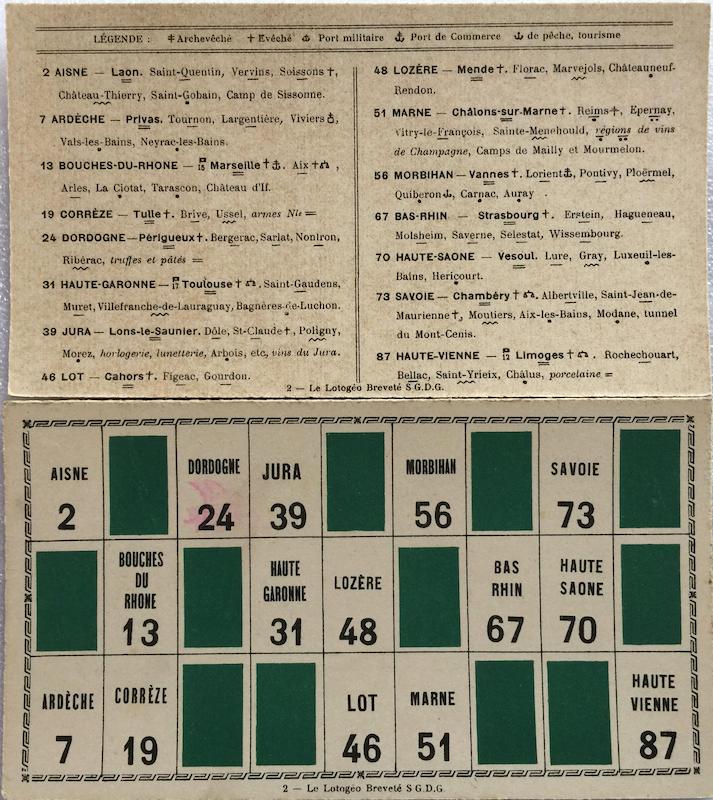 LÉGENDE : ǂ Archevêché † Evêché ⚓ Port militaire ⚓ Port de Commerce ⚓ de pêche, tourisme
2 AISNE — Laon. Saint-Quentin, Vervins, Soissons †,
Château-Thierry, Saint-Gobain, Camp de Sissonne.
7 ARDÈCHE — Privas. Tournon, Largentière, Viviers
Vals-les-Bains, Neyrac-les-Bains.
13 BOUCHES-DU-RHONE — 15 Marseille † ⚓. Aix ,
Arles, La Ciotat, Tarascon, Château d'If.
19 CORRÈZE — Tulle †. Brive, Ussel, armes
24 DORDOGNE — Périgueux †. Bergerac, Sarlat, Nontron,
Ribérac, truffes et pâtés =
31 HAUTE-GARONNE — 17 Toulouse † . Saint-Gaudens,
Muret, Villefranche-de-Lauraguay, Bagnères-de-Luchon.
39 JURA — Lons-le-Saunier. Dôle, St-Claude †, Poligny,
Morez, horlogerie, lunetterie, Arbois, etc, vins du Jura.
46 LOT — Cahors †. Figeac, Gourdon.
48 LOZÈRE — Mende †. Florac, Marvejols, Châteauneuf-
Rendon.
51 MARNE — Châlons-sur-Marne †. Reims ǂ, Epernay,
Vitry-le-François, Sainte-Menehould, régions de vins
de Champagne, Camps de Mailly et Mourmelon.
56 MORBIHAN — Vannes †. Lorient ⚓, Pontivy, Ploërmel,
Quiberon ⚓, Carnac, Auray .
67 BAS-RHIN — Strasbourg †. Erstein, Hagueneau,
Molsheim, Saverne, Selestat, Wissembourg.
70 HAUTE-SAONE — Vesoul. Lure, Gray, Luxeuil-les-
Bains, Hericourt.
73 SAVOIE — Chambéry † . Albertville, Saint-Jean-de-
Maurienne †, Moutiers, Aix-les-Bains, Modane, tunnel
du Mont-Cenis.
87 HAUTE-VIENNE — 12 Limoges † . Rochechouart,
Bellac, Saint-Yrieix, Châlus, porcelaine =
2 — Le Lotogéo Breveté S G.D.G.
AISNE DORDOGNE JURA MORBIHAN SAVOIE
2 24 39 56 73
BOUCHES DU RHONE HAUTE GARONNE LOZÈRE BAS RHIN HAUTE SAONE
13 31 48 67 70
ARDÈCHE CORRÈZE LOT MARNE HAUTE VIENNE
7 19 46 51 87
2 — Le Lotogéo Breveté S G.D.G.